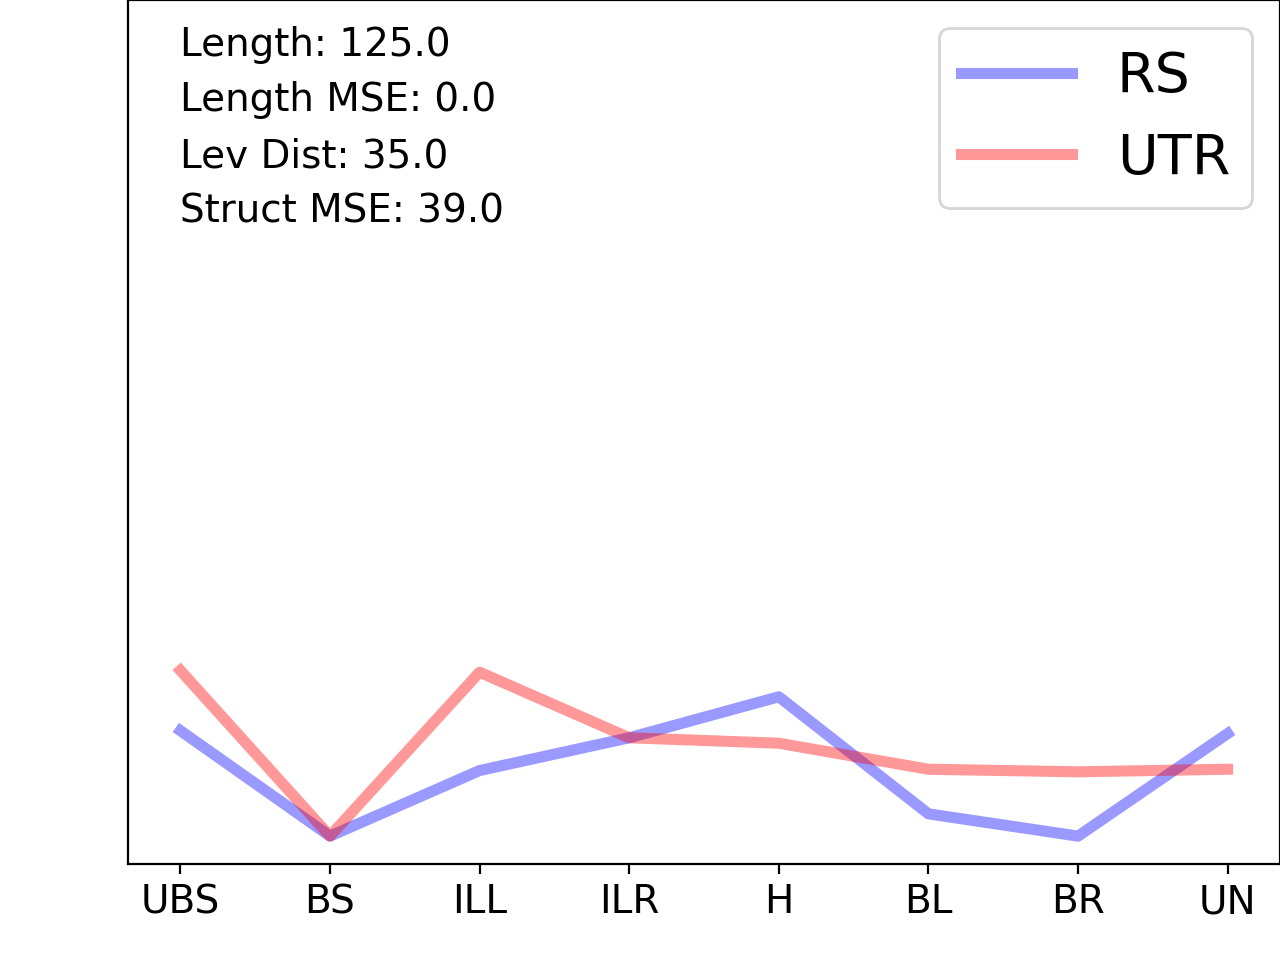 Length: 125.0
Length MSE: 0.0
Lev Dist: 35.0
Struct MSE: 39.0
RS
UTR
UBS BS ILL ILR H BL BR UN